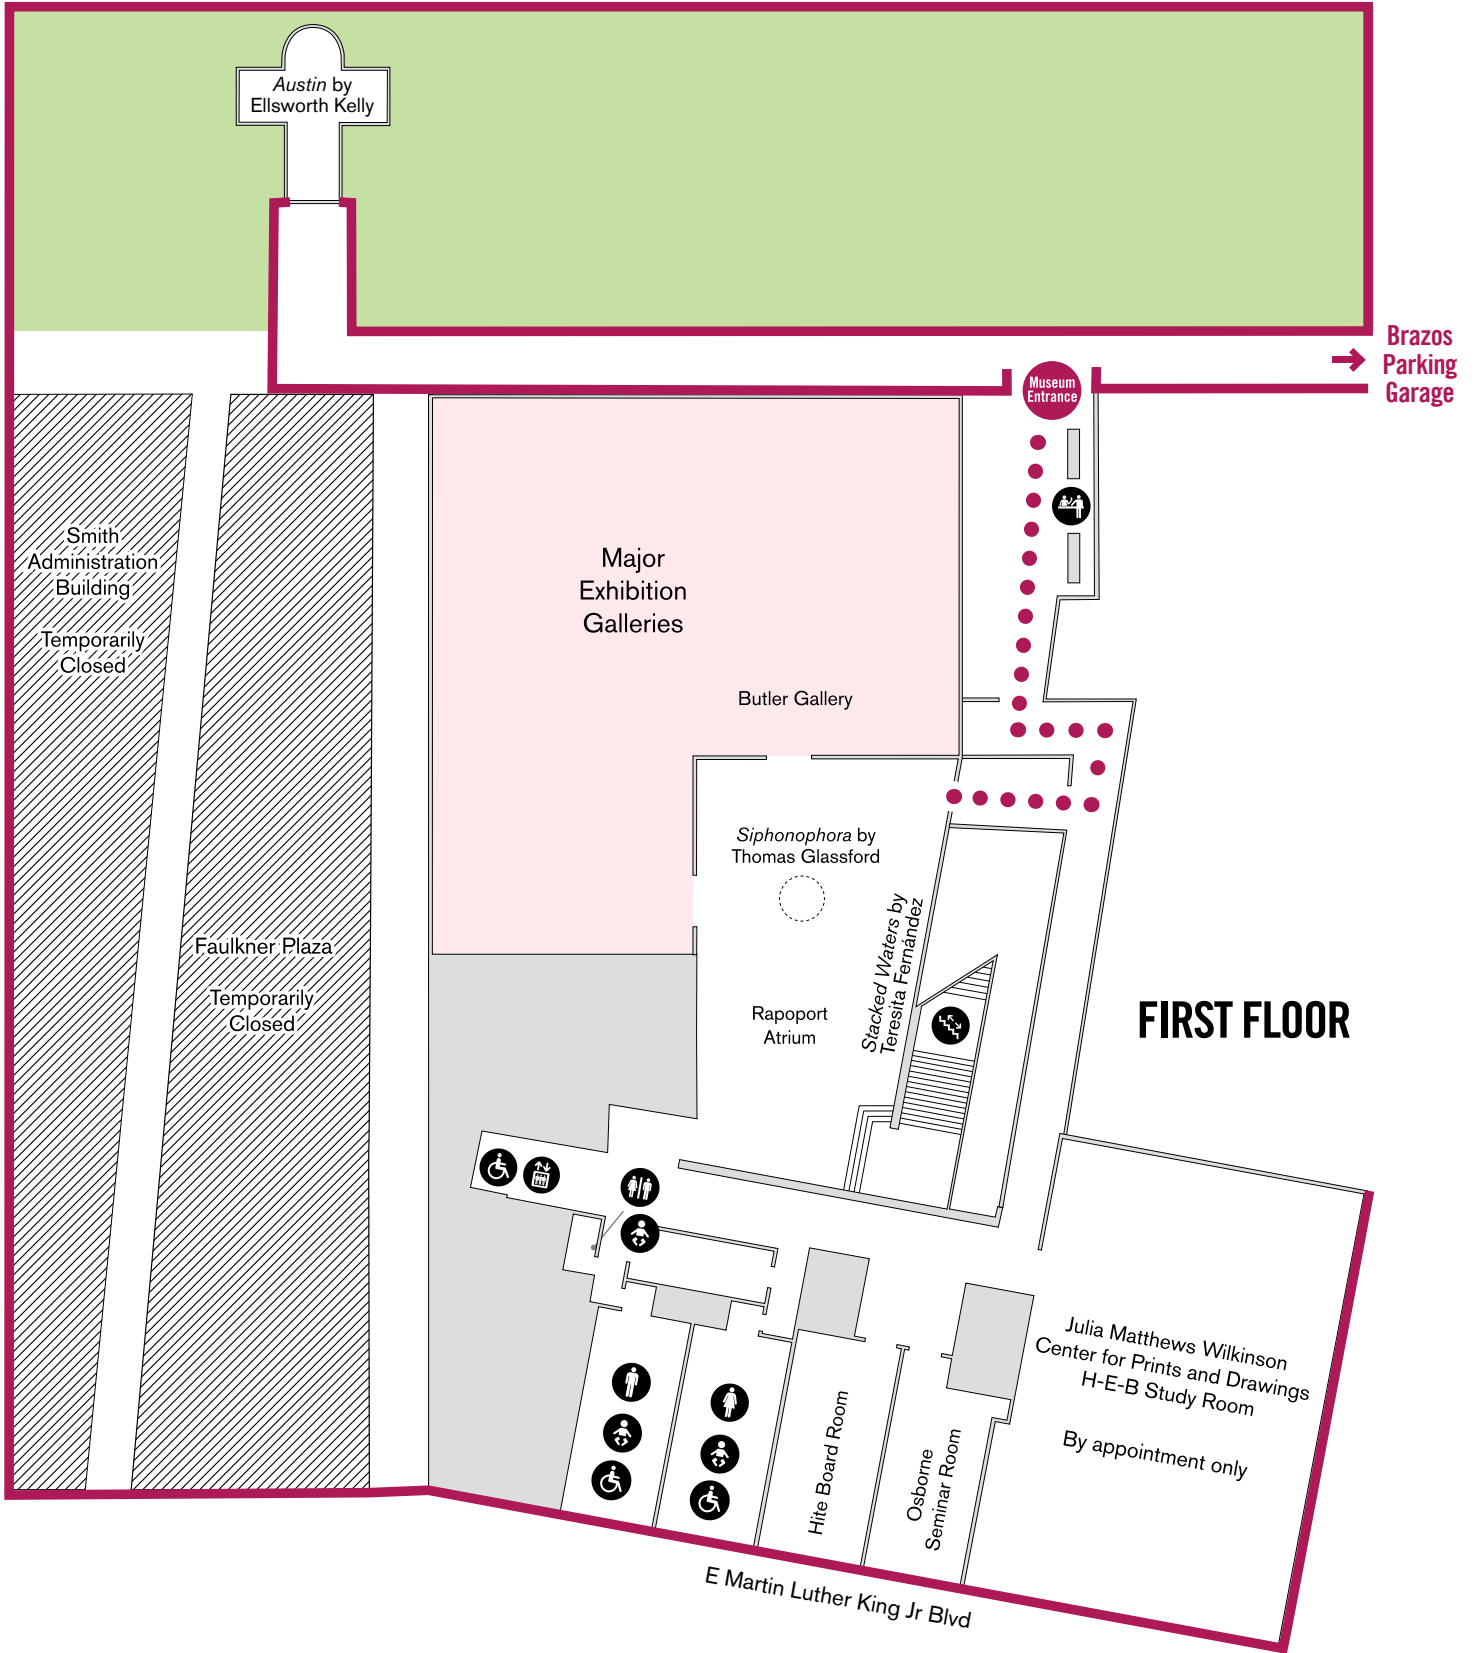 Austin by
Ellsworth Kelly
Brazos
Parking
Garage
Museum
Entrance
Smith
Administration
Building
Temporarily
Closed
Major
Exhibition
Galleries
Butler Gallery
Siphonophora by
Thomas Glassford
Stacked Waters by
Teresita Fernández
Faulkner Plaza
Temporarily
Closed
Rapoport
Atrium
FIRST FLOOR
Julia Matthews Wilkinson
Center for Prints and Drawings
H-E-B Study Room
By appointment only
Hite Board Room
Osborne
Seminar Room
E Martin Luther King Jr Blvd